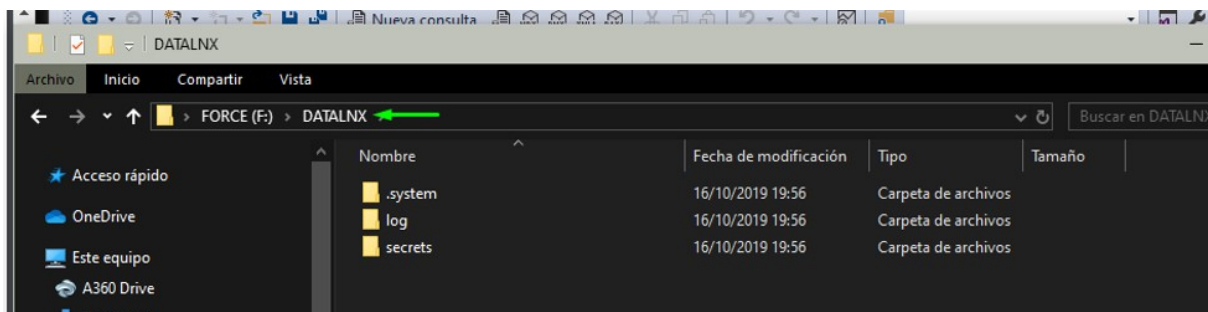 Nueva consulta
DATALNX
Archivo Inicio Compartir Vista
FORCE (F:) > DATALNX
Buscar en DATALNX
Nombre Fecha de modificación Tipo Tamaño
Acceso rápido
.system 16/10/2019 19:56 Carpeta de archivos
OneDrive
log 16/10/2019 19:56 Carpeta de archivos
secrets 16/10/2019 19:56 Carpeta de archivos
Este equipo
A360 Drive